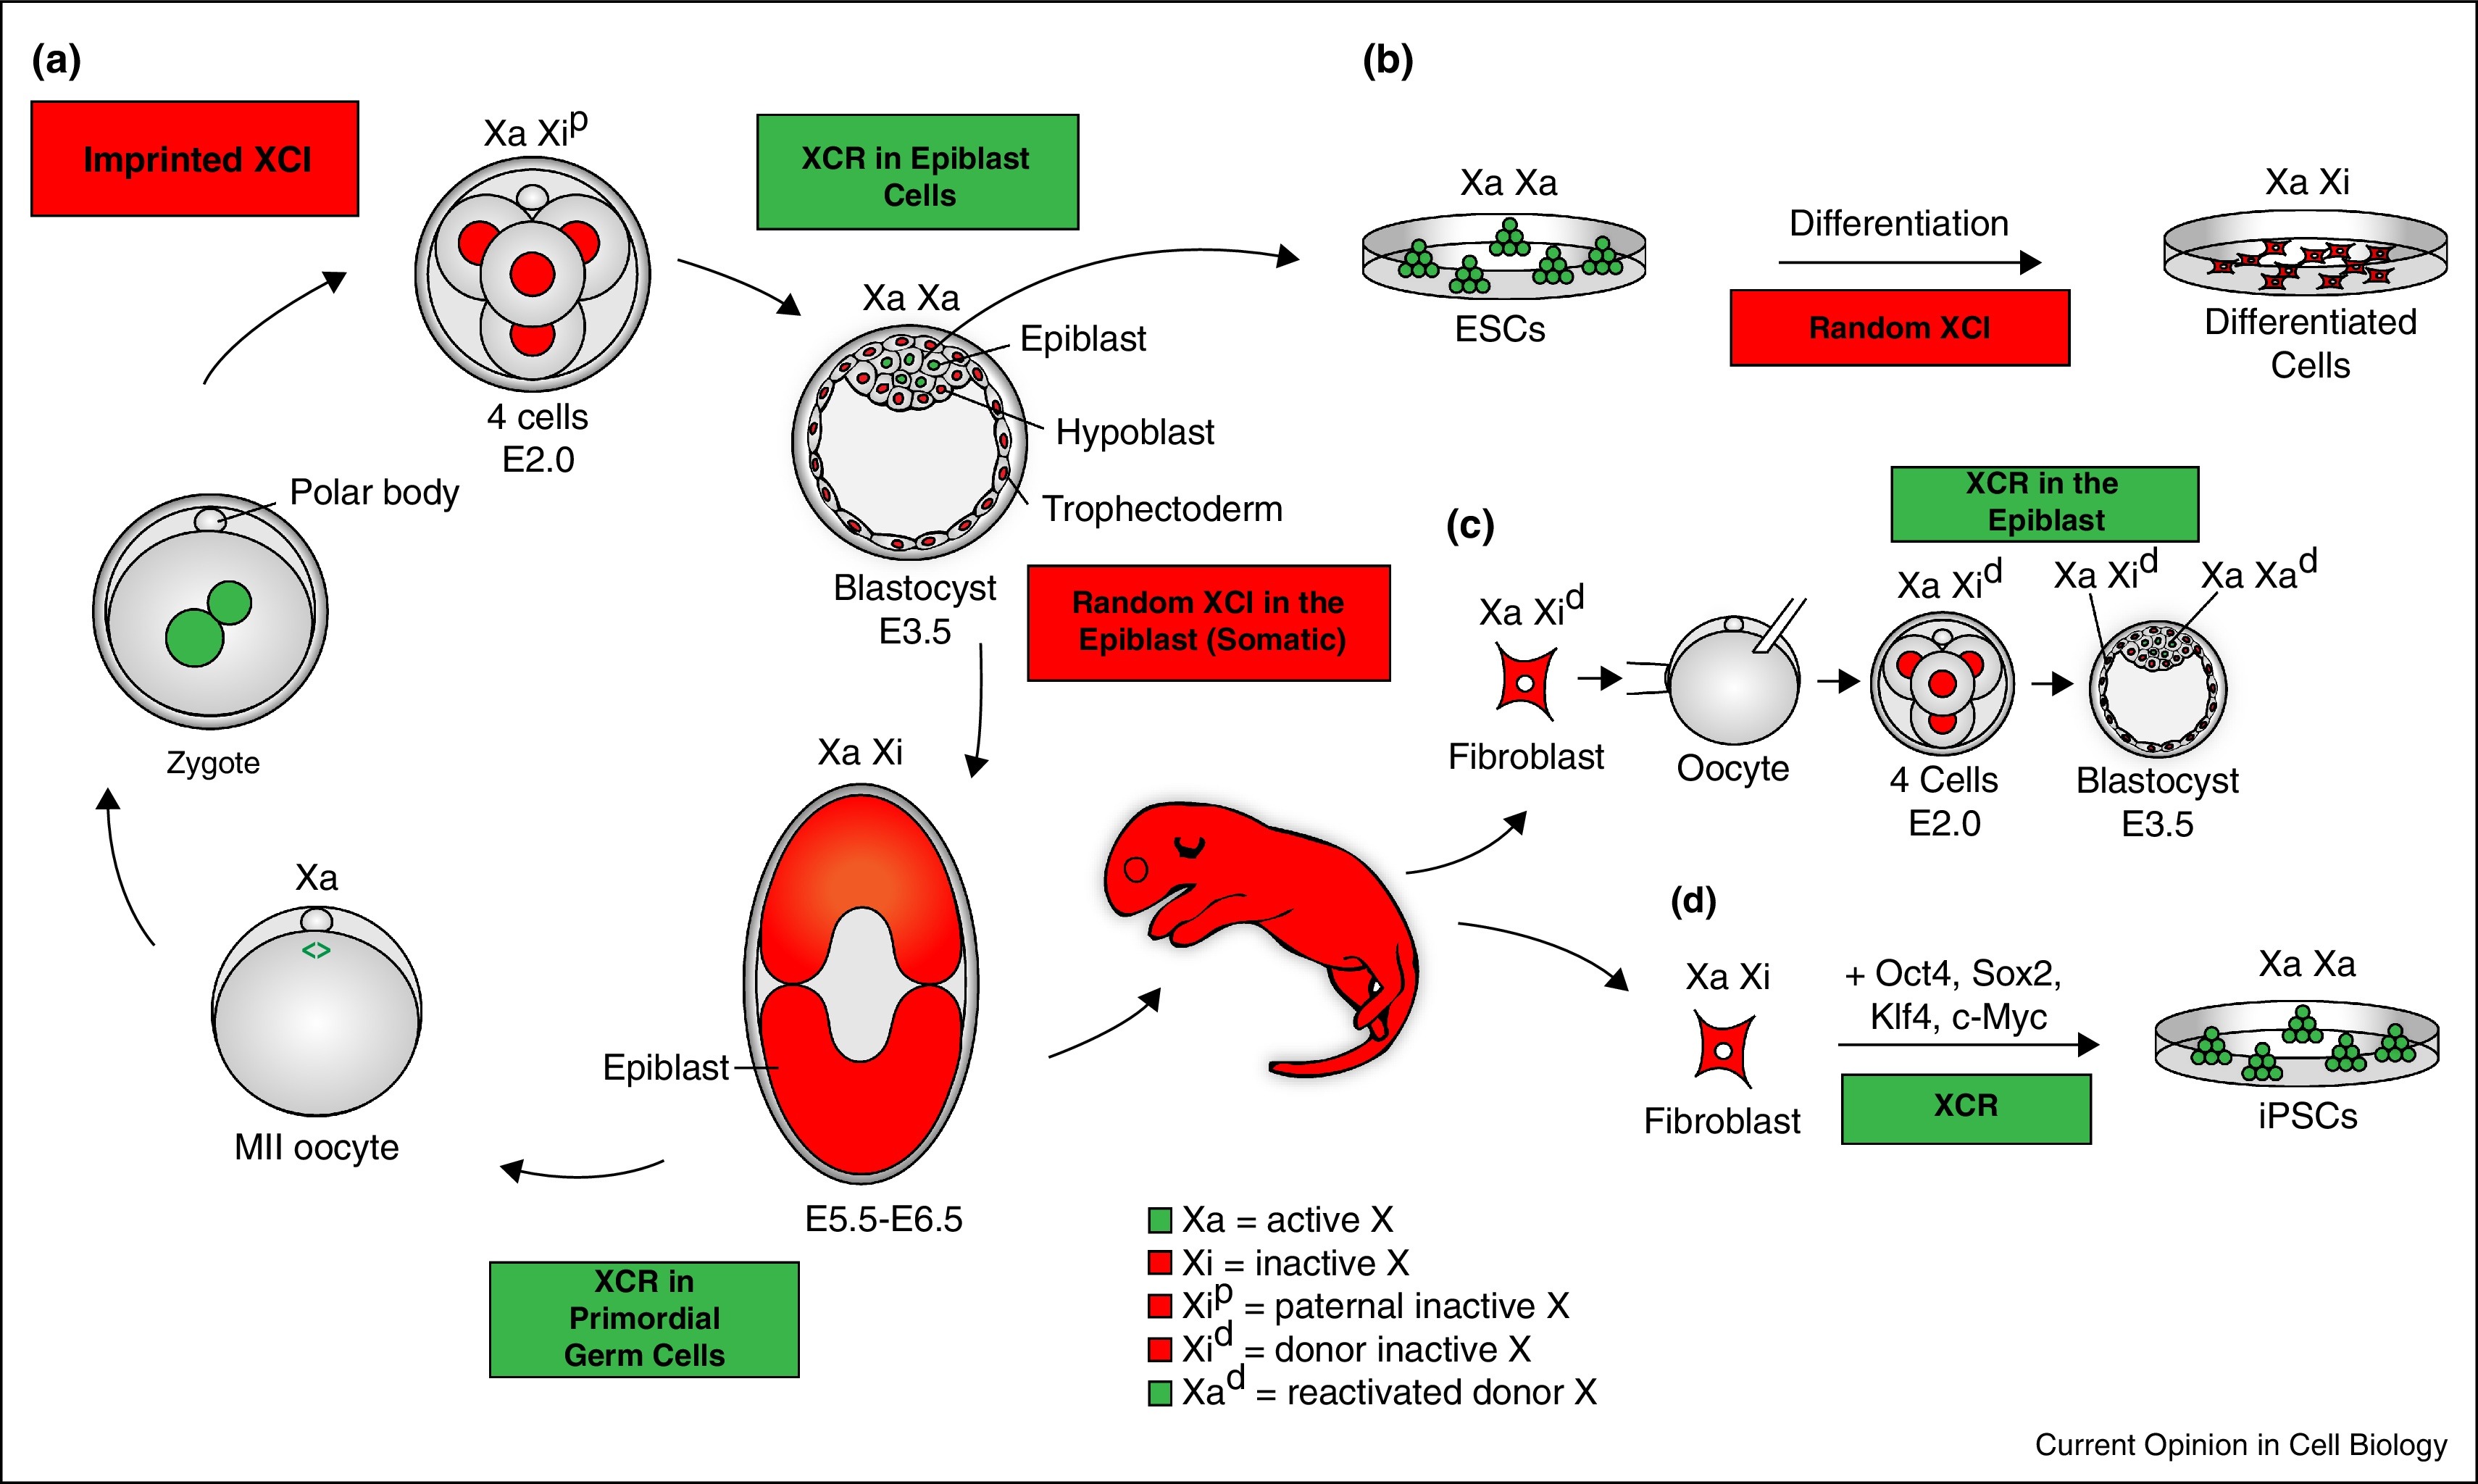 (a)
Imprinted XCI
Xa Xi^p
4 cells
E2.0
XCR in Epiblast
Cells
Xa Xa
Epiblast
Hypoblast
Trophectoderm
Blastocyst
E3.5
Polar body
Zygote
Random XCI in the
Epiblast (Somatic)
Xa Xi
Epiblast
E5.5-E6.5
Xa
<>
MII oocyte
XCR in
Primordial
Germ Cells
(b)
Xa Xa
ESCs
Differentiation
Random XCI
Xa Xi
Differentiated
Cells
(c)
XCR in the
Epiblast
Xa Xi^d
Fibroblast
Oocyte
Xa Xi^d
4 Cells
E2.0
Xa Xi^d
Xa Xa^d
Blastocyst
E3.5
(d)
Xa Xi
Fibroblast
+ Oct4, Sox2,
Klf4, c-Myc
XCR
Xa Xa
iPSCs
Xa = active X
Xi = inactive X
Xi^p = paternal inactive X
Xi^d = donor inactive X
Xa^d = reactivated donor X
Current Opinion in Cell Biology